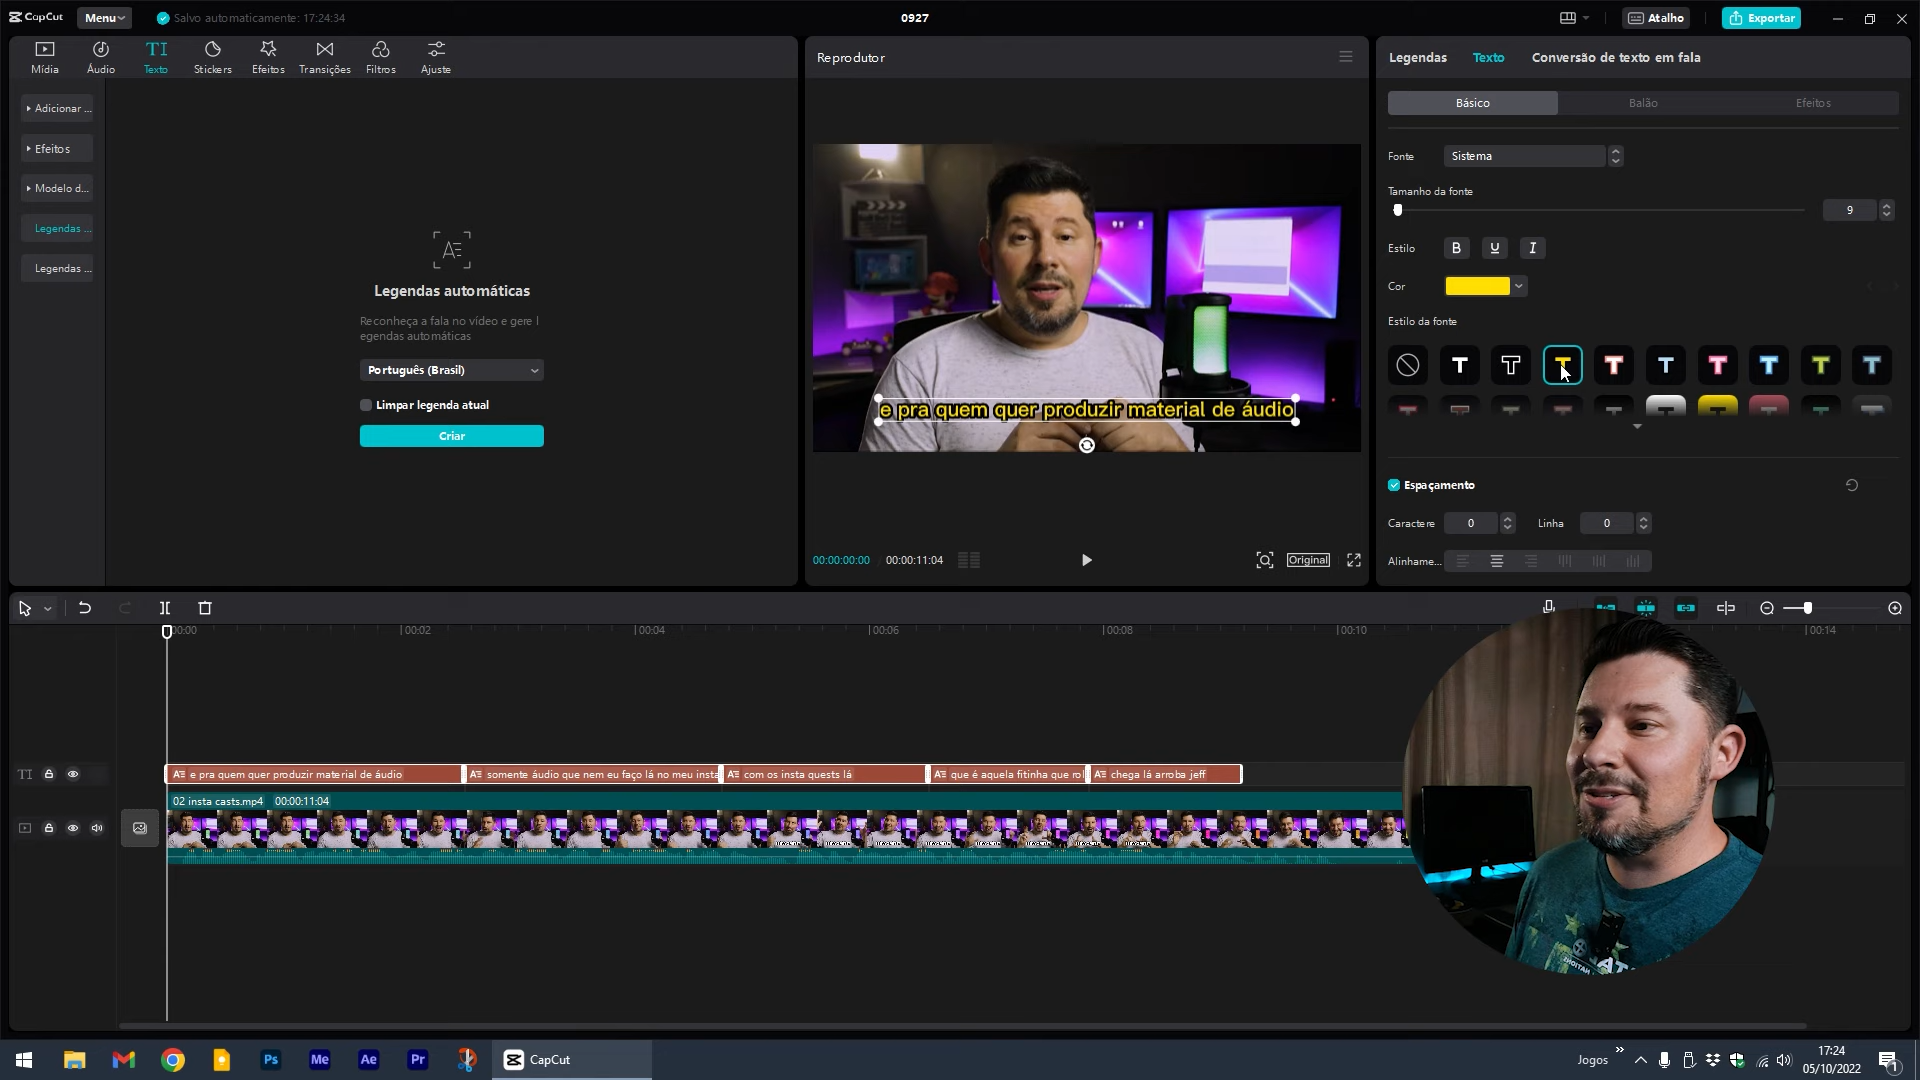 CapCut
Menu
Salvo automaticamente: 17:24:34
0927
Atalho
Exportar
Mídia
Áudio
TI
Texto
Stickers
Efeitos
Transições
Filtros
Ajuste
Adicionar ...
Efeitos
Modelo d...
Legendas ...
Legendas ...
Legendas automáticas
Reconheça a fala no vídeo e gere l
egendas automáticas
Português (Brasil)
Limpar legenda atual
Criar
Reprodutor
e pra quem quer produzir material de áudio
00:00:00:00
00:00:11:04
Original
Legendas
Texto
Conversão de texto em fala
Básico
Balão
Efeitos
Fonte
Sistema
Tamanho da fonte
9
Estilo
B U I
Cor
Estilo da fonte
T T T T T T T T T
Espaçamento
Caractere
0
Linha
0
Alinhame...
00:00
00:02
00:04
00:06
00:08
00:10
00:14
TI
e pra quem quer produzir material de áudio
somente áudio que nem eu faço lá no meu insta
com os insta quests lá
que é aquela fitinha que rol
chega lá arroba jeff
02 insta casts.mp4 00:00:11:04
Ps
Me
Ae
Pr
CapCut
Jogos
17:24
05/10/2022
1